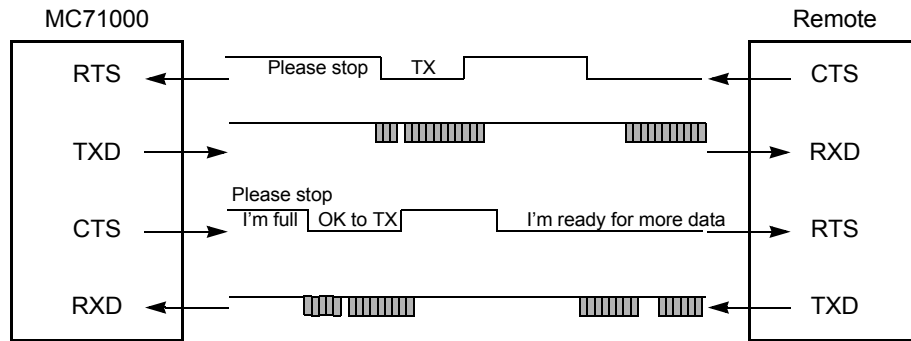 MC71000 Remote
RTS Please stop TX CTS
TXD RXD
Please stop
CTS I'm full OK to TX I'm ready for more data RTS
RXD TXD